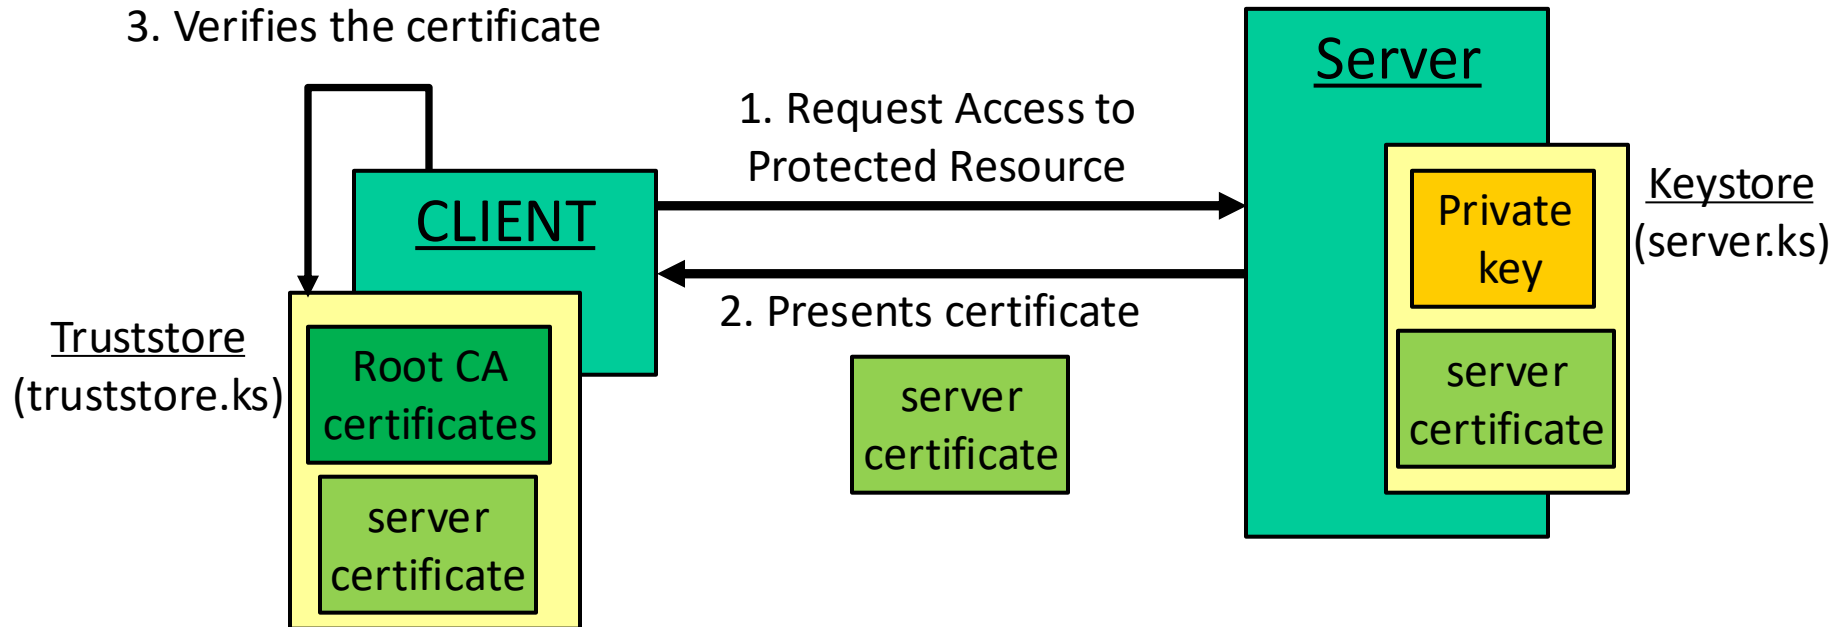 3. Verifies the certificate
Server
1. Request Access to
Protected Resource
CLIENT
Private
key
Keystore
(server.ks)
2. Presents certificate
Truststore
(truststore.ks)
Root CA
certificates
server
certificate
server
certificate
server
certificate